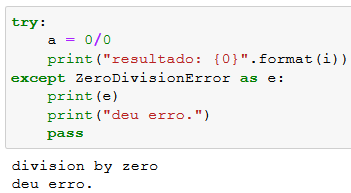 try:
    a = 0/0
    print("resultado: {0}".format(i))
except ZeroDivisionError as e:
    print(e)
    print("deu erro.")
    pass
division by zero
deu erro.